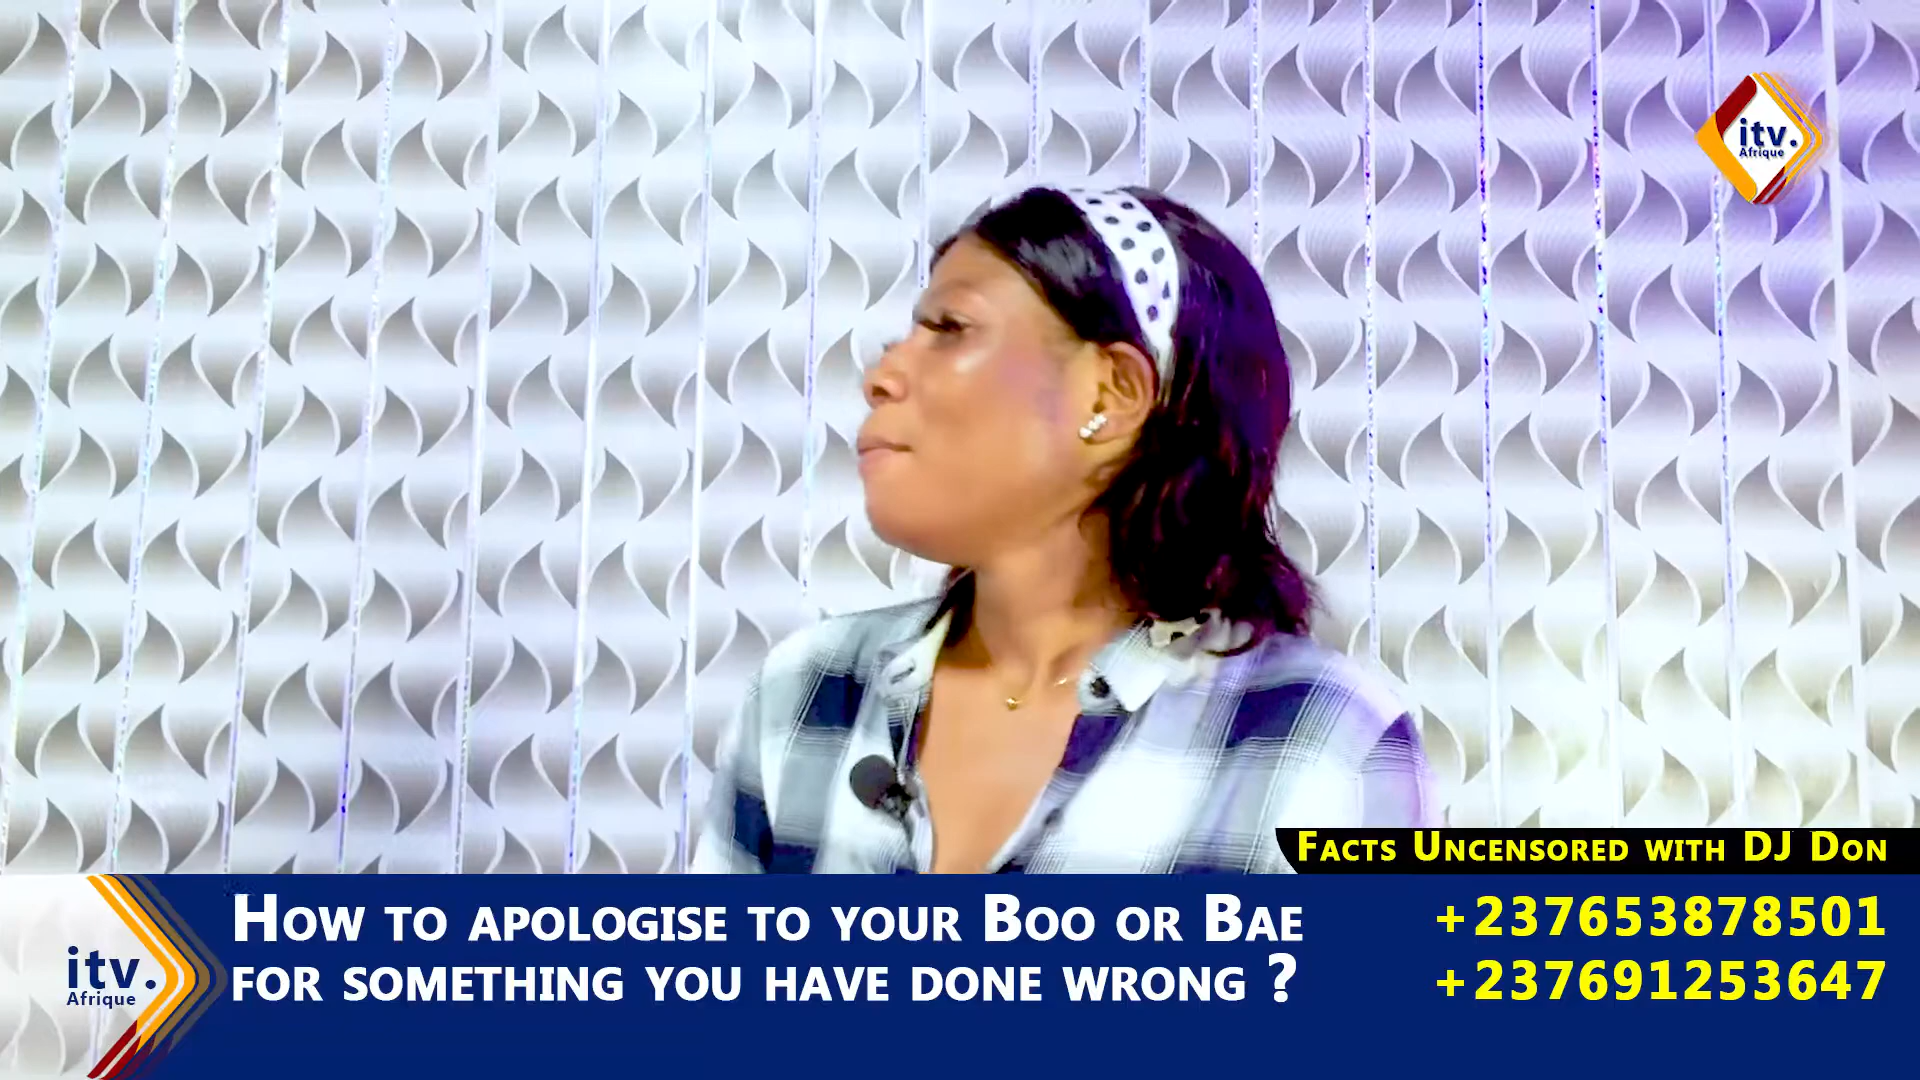 itv.
Afrique
Facts Uncensored with DJ Don
How to apologise to your Boo or Bae
for something you have done wrong ?
+237653878501
+237691253647
itv.
Afrique